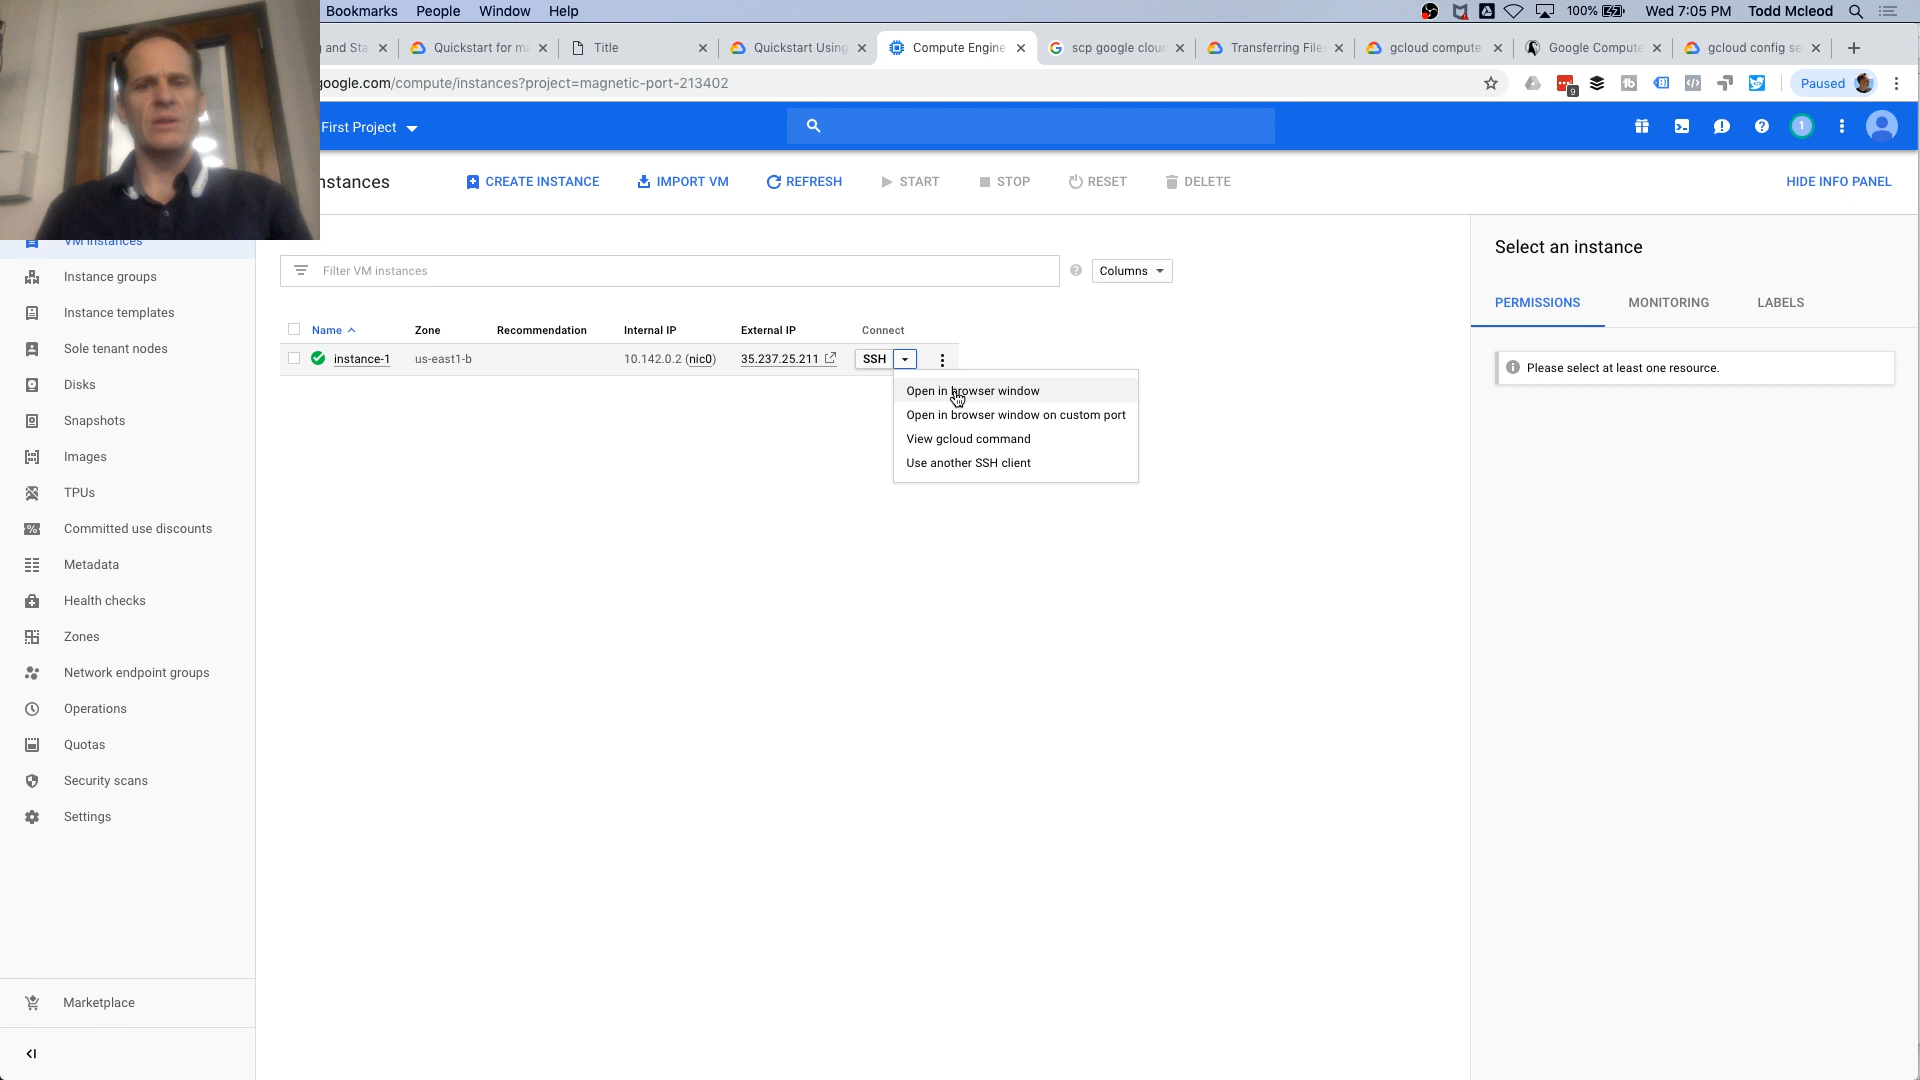 Bookmarks People Window Help 100% Wed 7:05 PM Todd Mcleod
g and Sta Quickstart for ma Title Quickstart Using Compute Engine scp google clou Transferring File gcloud compute Google Compute gcloud config se
google.com/compute/instances?project=magnetic-port-213402 9 Paused
First Project 1
nstances CREATE INSTANCE IMPORT VM REFRESH START STOP RESET DELETE HIDE INFO PANEL
VM instances
Instance groups
Instance templates
Sole tenant nodes
Disks
Snapshots
Images
TPUs
Committed use discounts
Metadata
Health checks
Zones
Network endpoint groups
Operations
Quotas
Security scans
Settings
Marketplace
Filter VM instances Columns
Name Zone Recommendation Internal IP External IP Connect
instance-1 us-east1-b 10.142.0.2 (nic0) 35.237.25.211 SSH
Open in browser window
Open in browser window on custom port
View gcloud command
Use another SSH client
Select an instance
PERMISSIONS MONITORING LABELS
Please select at least one resource.